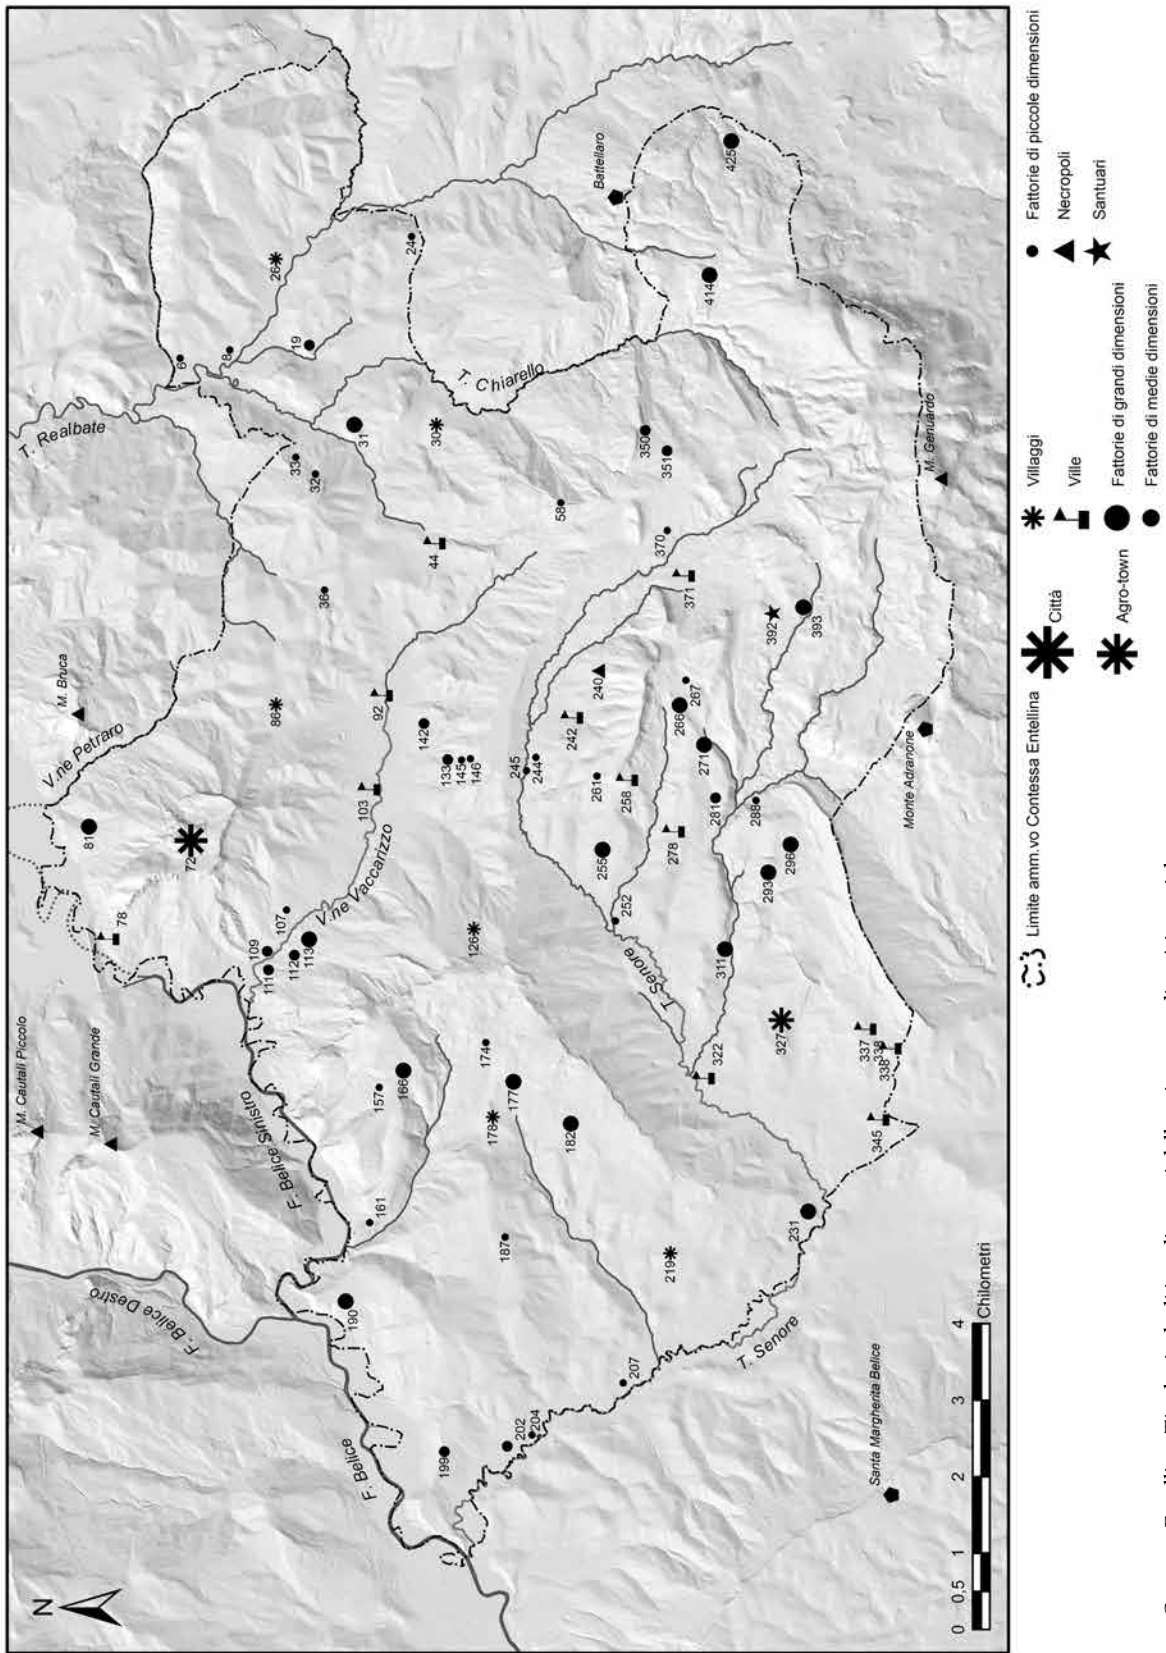 N
M. Cautali Piccolo
M. Cautali Grande
F. Belice Destro
F. Belice Sinistro
F. Belice
M. Bruca
V.ne Petraro
T. Realbate
V.ne Vaccarizzo
T. Chiarello
Battellaro
T. Senore
T. Senore
Santa Margherita Belice
Monte Adranone
M. Genuardo
78
81
72
6
8
26
19
24
33
32
31
30
36
44
86
92
103
107
109
111
112
113
142
133
145
146
58
350
351
370
371
414
425
126
157
166
161
174
177
178
182
187
190
199
202
204
207
219
231
245
244
242
240
261
258
255
252
266
267
271
278
281
288
293
296
311
322
327
337
338
338
345
392
393
0 0,5 1 2 3 4
Chilometri
Limite amm.vo Contessa Entellina
Città
Agro-town
Villaggi
Ville
Fattorie di grandi dimensioni
Fattorie di medie dimensioni
Fattorie di piccole dimensioni
Necropoli
Santuari